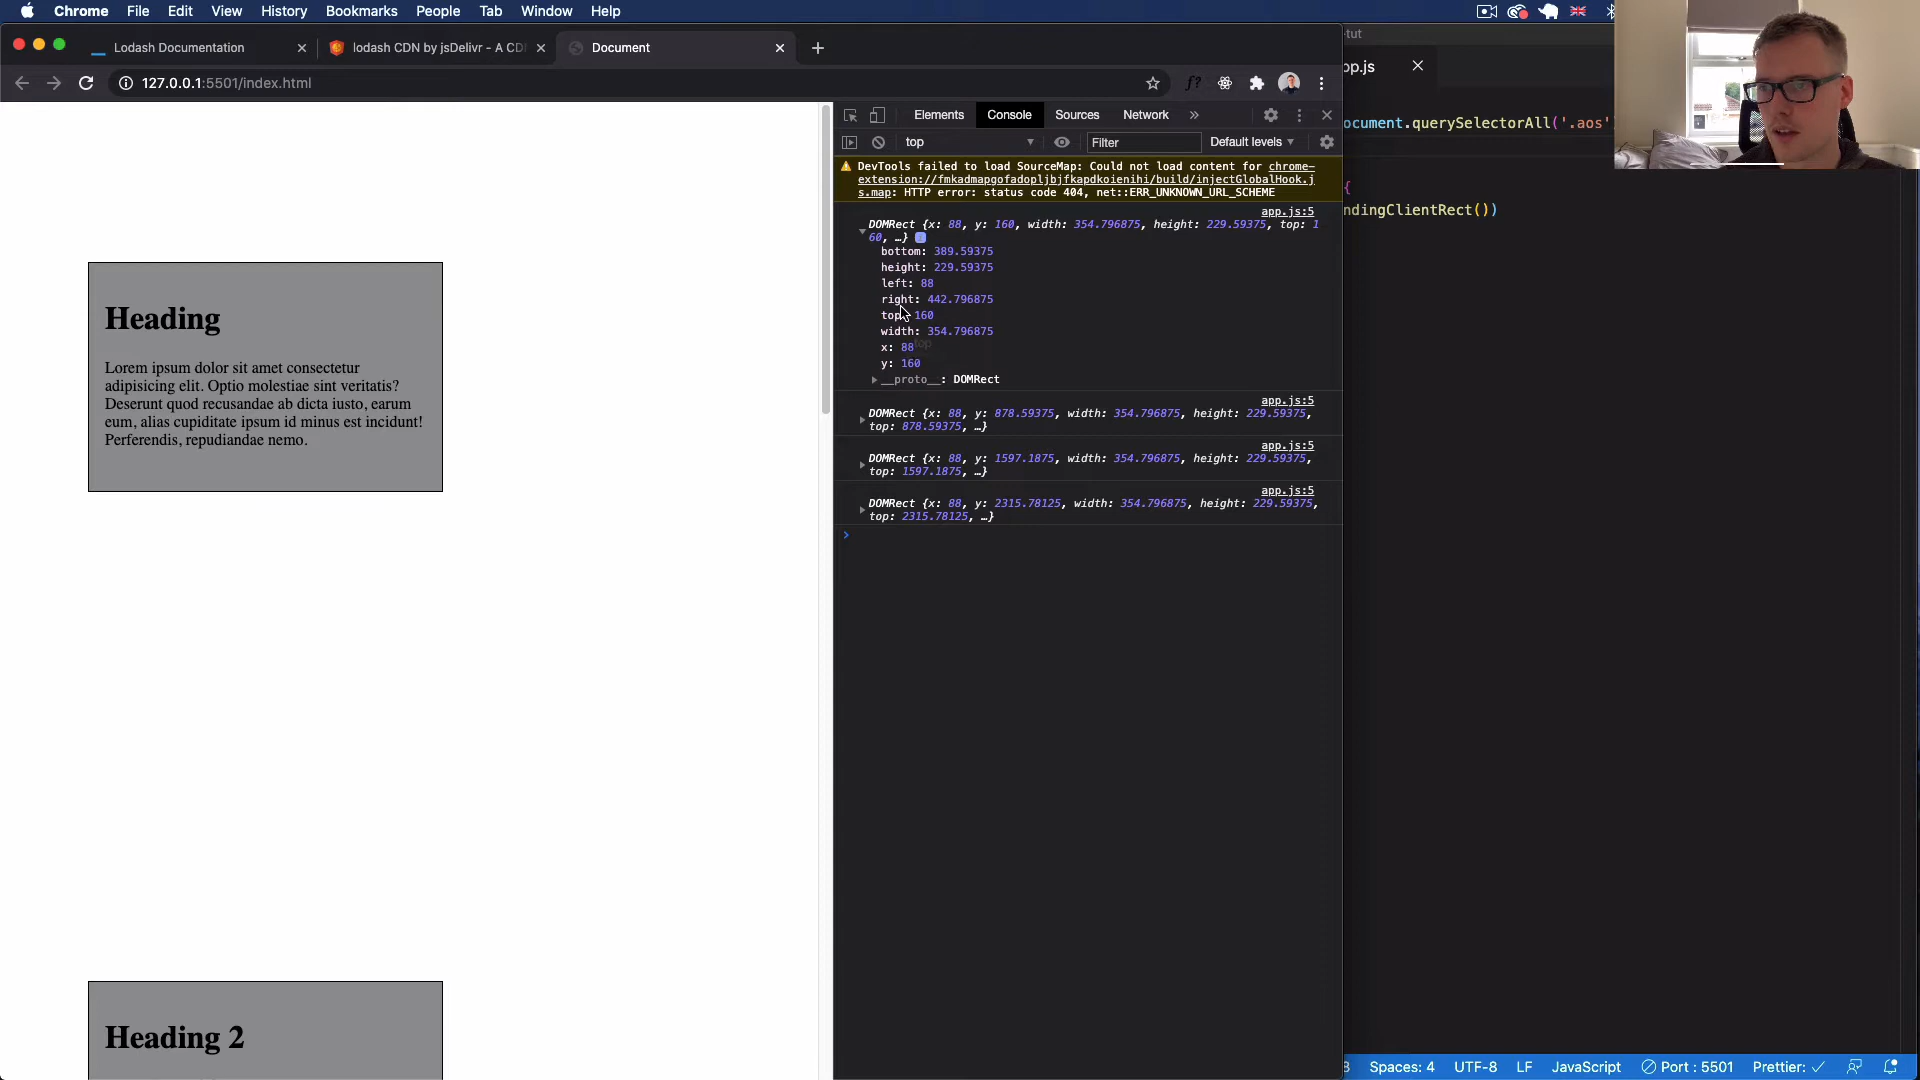 Chrome File Edit View History Bookmarks People Tab Window Help
Lodash Documentation
lodash CDN by jsDelivr - A CD
Document
127.0.0.1:5501/index.html
Elements Console Sources Network »
top Filter Default levels
DevTools failed to load SourceMap: Could not load content for chrome-
extension://fmkadmapgofadopljbjfkapdkoienihi/build/injectGlobalHook.j
s.map: HTTP error: status code 404, net::ERR_UNKNOWN_URL_SCHEME
app.js:5
DOMRect {x: 88, y: 160, width: 354.796875, height: 229.59375, top: 1
60, …}
bottom: 389.59375
height: 229.59375
left: 88
right: 442.796875
top: 160
width: 354.796875
x: 88
top
y: 160
__proto__: DOMRect
app.js:5
DOMRect {x: 88, y: 878.59375, width: 354.796875, height: 229.59375,
top: 878.59375, …}
app.js:5
DOMRect {x: 88, y: 1597.1875, width: 354.796875, height: 229.59375,
top: 1597.1875, …}
app.js:5
DOMRect {x: 88, y: 2315.78125, width: 354.796875, height: 229.59375,
top: 2315.78125, …}
Heading
Lorem ipsum dolor sit amet consectetur
adipisicing elit. Optio molestiae sint veritatis?
Deserunt quod recusandae ab dicta iusto, earum
eum, alias cupiditate ipsum id minus est incidunt!
Perferendis, repudiandae nemo.
Heading 2
-tut
pp.js
ocument.querySelectorAll('.aos'
{
ndingClientRect())
8 Spaces: 4 UTF-8 LF JavaScript Port : 5501 Prettier: ✓